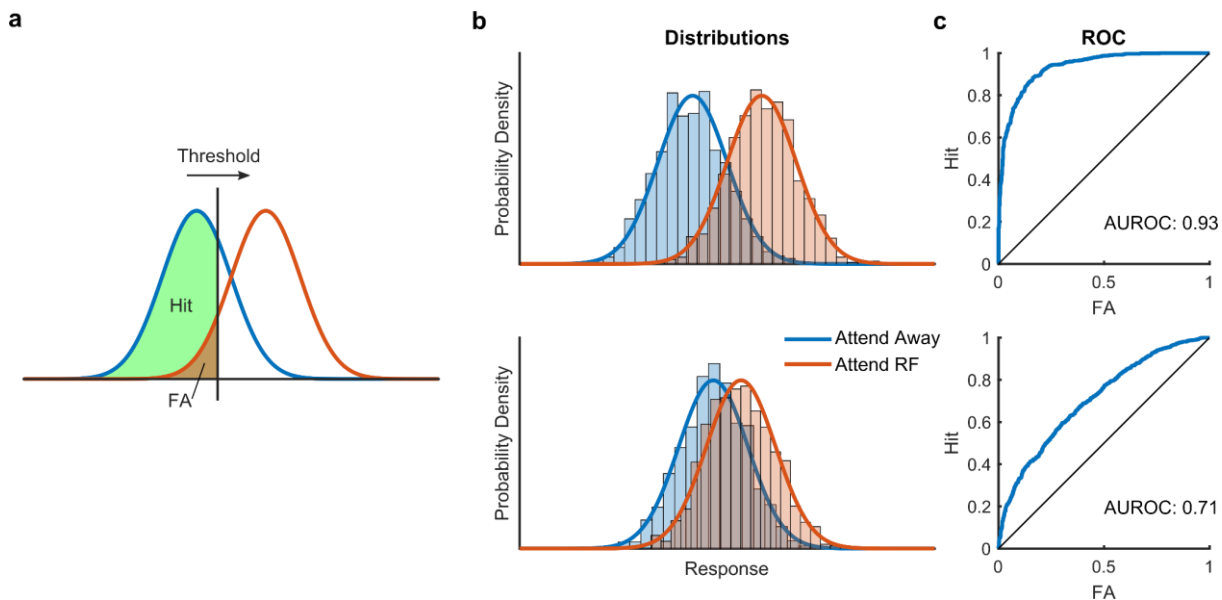 a
Threshold
Hit
FA
b
Distributions
Probability Density
Attend Away
Attend RF
Probability Density
Response
c
ROC
1
0.8
0.6
0.4
0.2
0
Hit
AUROC: 0.93
0
0.5
1
FA
1
0.8
0.6
0.4
0.2
0
Hit
AUROC: 0.71
0
0.5
1
FA